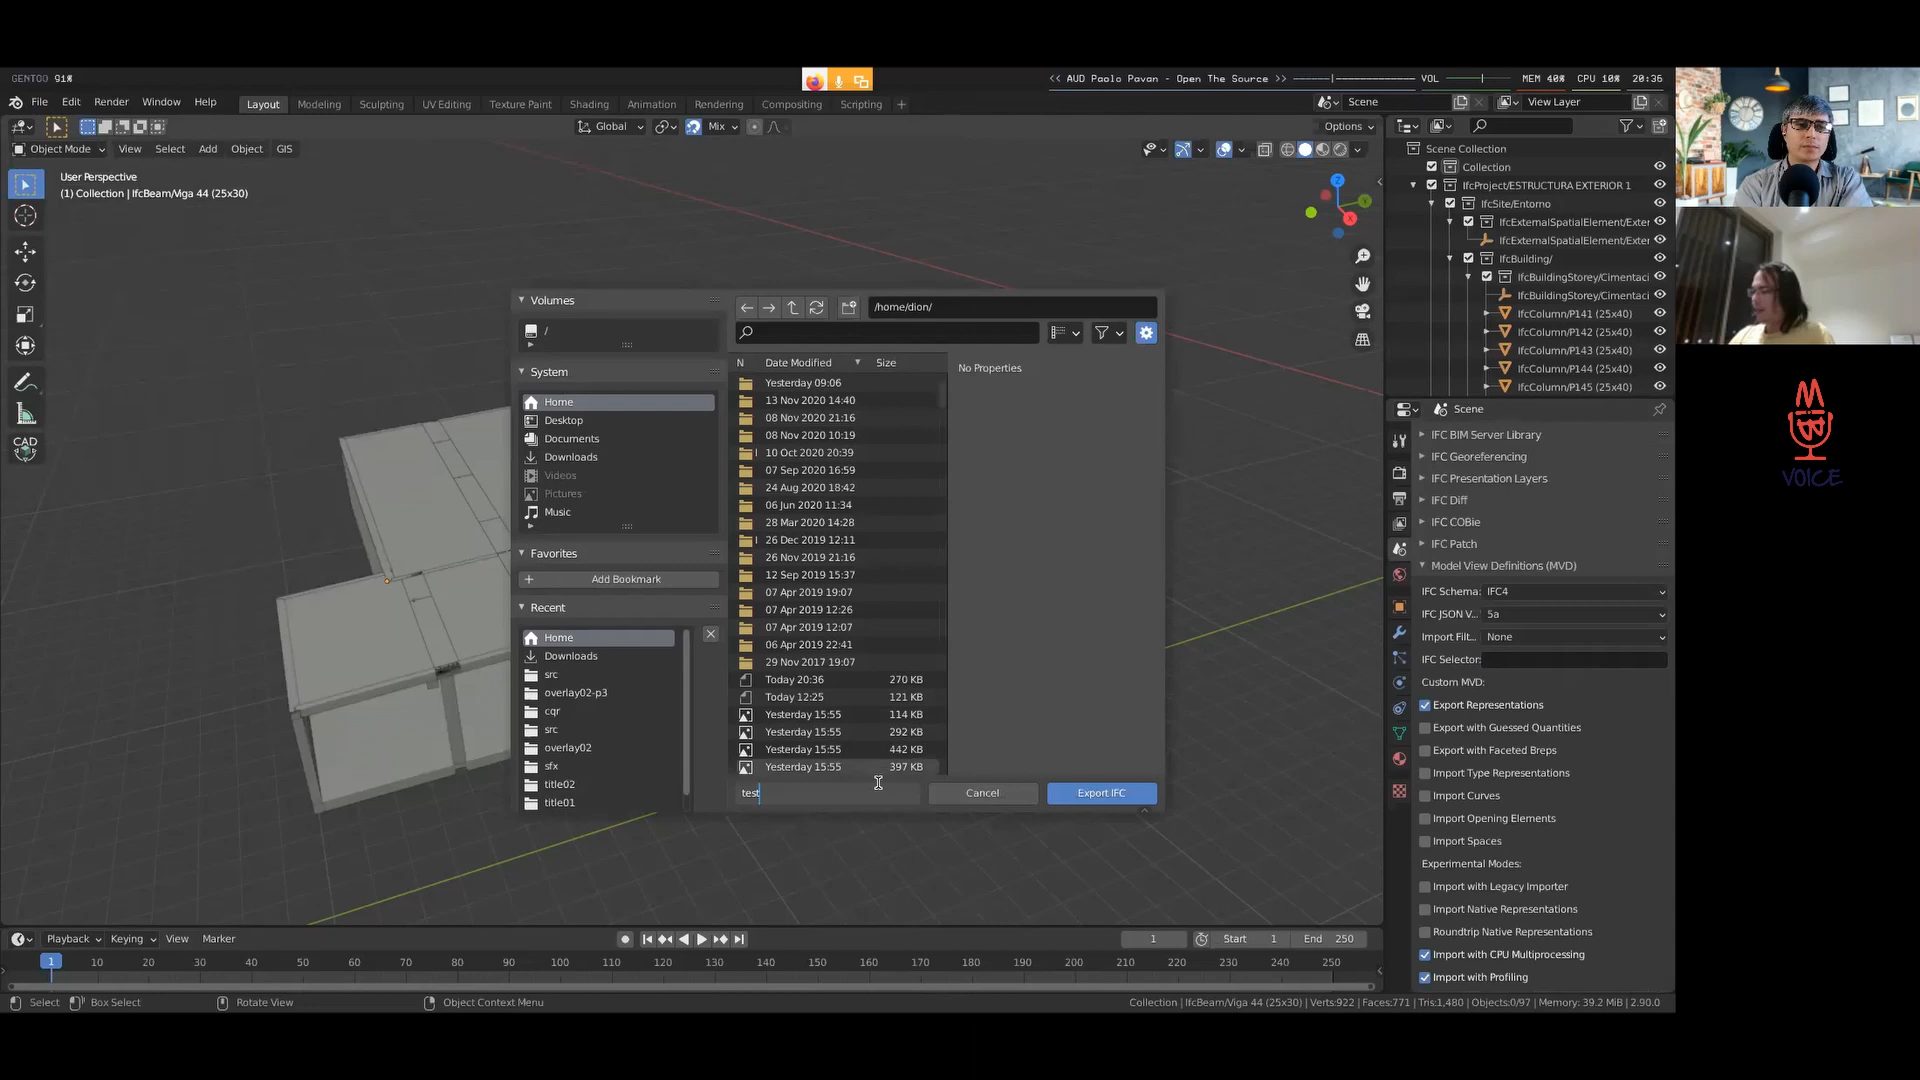 GENTOO 91%
<< AUD Paolo Pavan - Open The Source >>
VOL
MEM 40% CPU 10% 20:35
File Edit Render Window Help
Layout Modeling Sculpting UV Editing Texture Paint Shading Animation Rendering Compositing Scripting +
Scene
View Layer
Global
Mix
Options
Object Mode View Select Add Object GIS
User Perspective
(1) Collection | IfcBeam/Viga 44 (25x30)
CAD
Z
Y
X
Volumes
/
System
Home
Desktop
Documents
Downloads
Videos
Pictures
Music
Favorites
Add Bookmark
Recent
Home
Downloads
src
overlay02-p3
cqr
src
overlay02
sfx
title02
title01
/home/dion/
N Date Modified Size
Yesterday 09:06
13 Nov 2020 14:40
08 Nov 2020 21:16
08 Nov 2020 10:19
10 Oct 2020 20:39
07 Sep 2020 16:59
24 Aug 2020 18:42
06 Jun 2020 11:34
28 Mar 2020 14:28
26 Dec 2019 12:11
26 Nov 2019 21:16
12 Sep 2019 15:37
07 Apr 2019 19:07
07 Apr 2019 12:26
07 Apr 2019 12:07
06 Apr 2019 22:41
29 Nov 2017 19:07
Today 20:36 270 KB
Today 12:25 121 KB
Yesterday 15:55 114 KB
Yesterday 15:55 292 KB
Yesterday 15:55 442 KB
Yesterday 15:55 397 KB
No Properties
test
Cancel
Export IFC
Scene Collection
Collection
IfcProject/ESTRUCTURA EXTERIOR 1
IfcSite/Entorno
IfcExternalSpatialElement/Exter
IfcExternalSpatialElement/Exter
IfcBuilding/
IfcBuildingStorey/Cimentaci
IfcBuildingStorey/Cimentaci
IfcColumn/P141 (25x40)
IfcColumn/P142 (25x40)
IfcColumn/P143 (25x40)
IfcColumn/P144 (25x40)
IfcColumn/P145 (25x40)
Scene
IFC BIM Server Library
IFC Georeferencing
IFC Presentation Layers
IFC Diff
IFC COBie
IFC Patch
Model View Definitions (MVD)
IFC Schema: IFC4
IFC JSON V... 5a
Import Filt... None
IFC Selector:
Custom MVD:
Export Representations
Export with Guessed Quantities
Export with Faceted Breps
Import Type Representations
Import Curves
Import Opening Elements
Import Spaces
Experimental Modes:
Import with Legacy Importer
Import Native Representations
Roundtrip Native Representations
Import with CPU Multiprocessing
Import with Profiling
VOICE
Playback Keying View Marker
1 Start 1 End 250
1 10 20 30 40 50 60 70 80 90 100 110 120 130 140 150 160 170 180 190 200 210 220 230 240 250
Select Box Select Rotate View Object Context Menu
Collection | IfcBeam/Viga 44 (25x30) | Verts:922 | Faces:771 | Tris:1,480 | Objects:0/97 | Memory: 39.2 MiB | 2.90.0